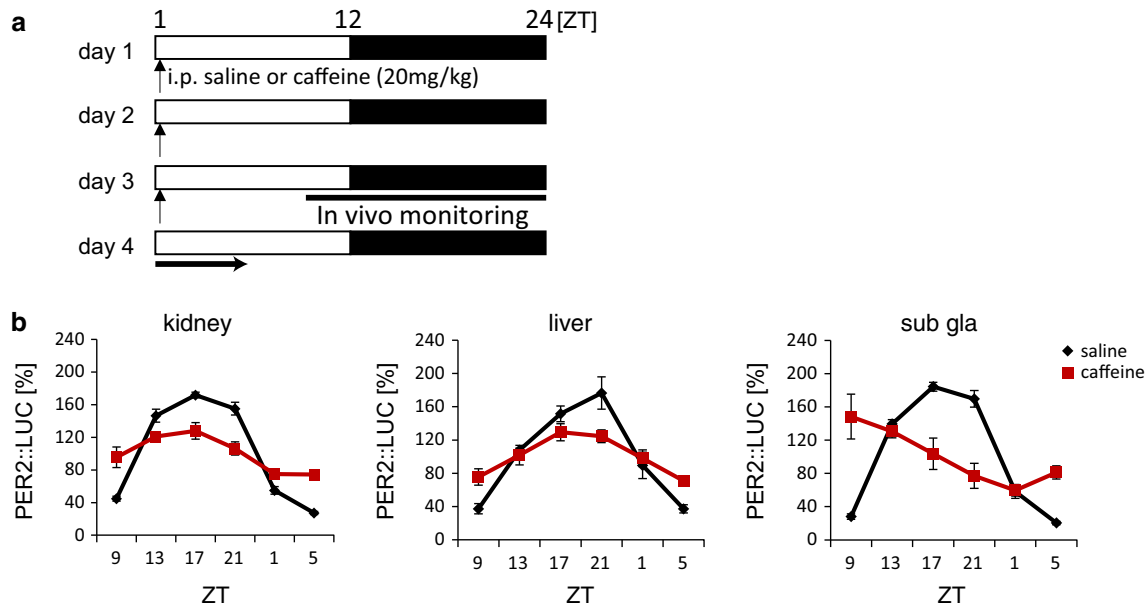 a
1 12 24 [ZT]
day 1
i.p. saline or caffeine (20mg/kg)
day 2
day 3
In vivo monitoring
day 4
b
kidney
PER2::LUC [%]
240
200
160
120
80
40
0
9 13 17 21 1 5
ZT
liver
PER2::LUC [%]
240
200
160
120
80
40
0
9 13 17 21 1 5
ZT
sub gla
PER2::LUC [%]
240
200
160
120
80
40
0
9 13 17 21 1 5
ZT
saline
caffeine